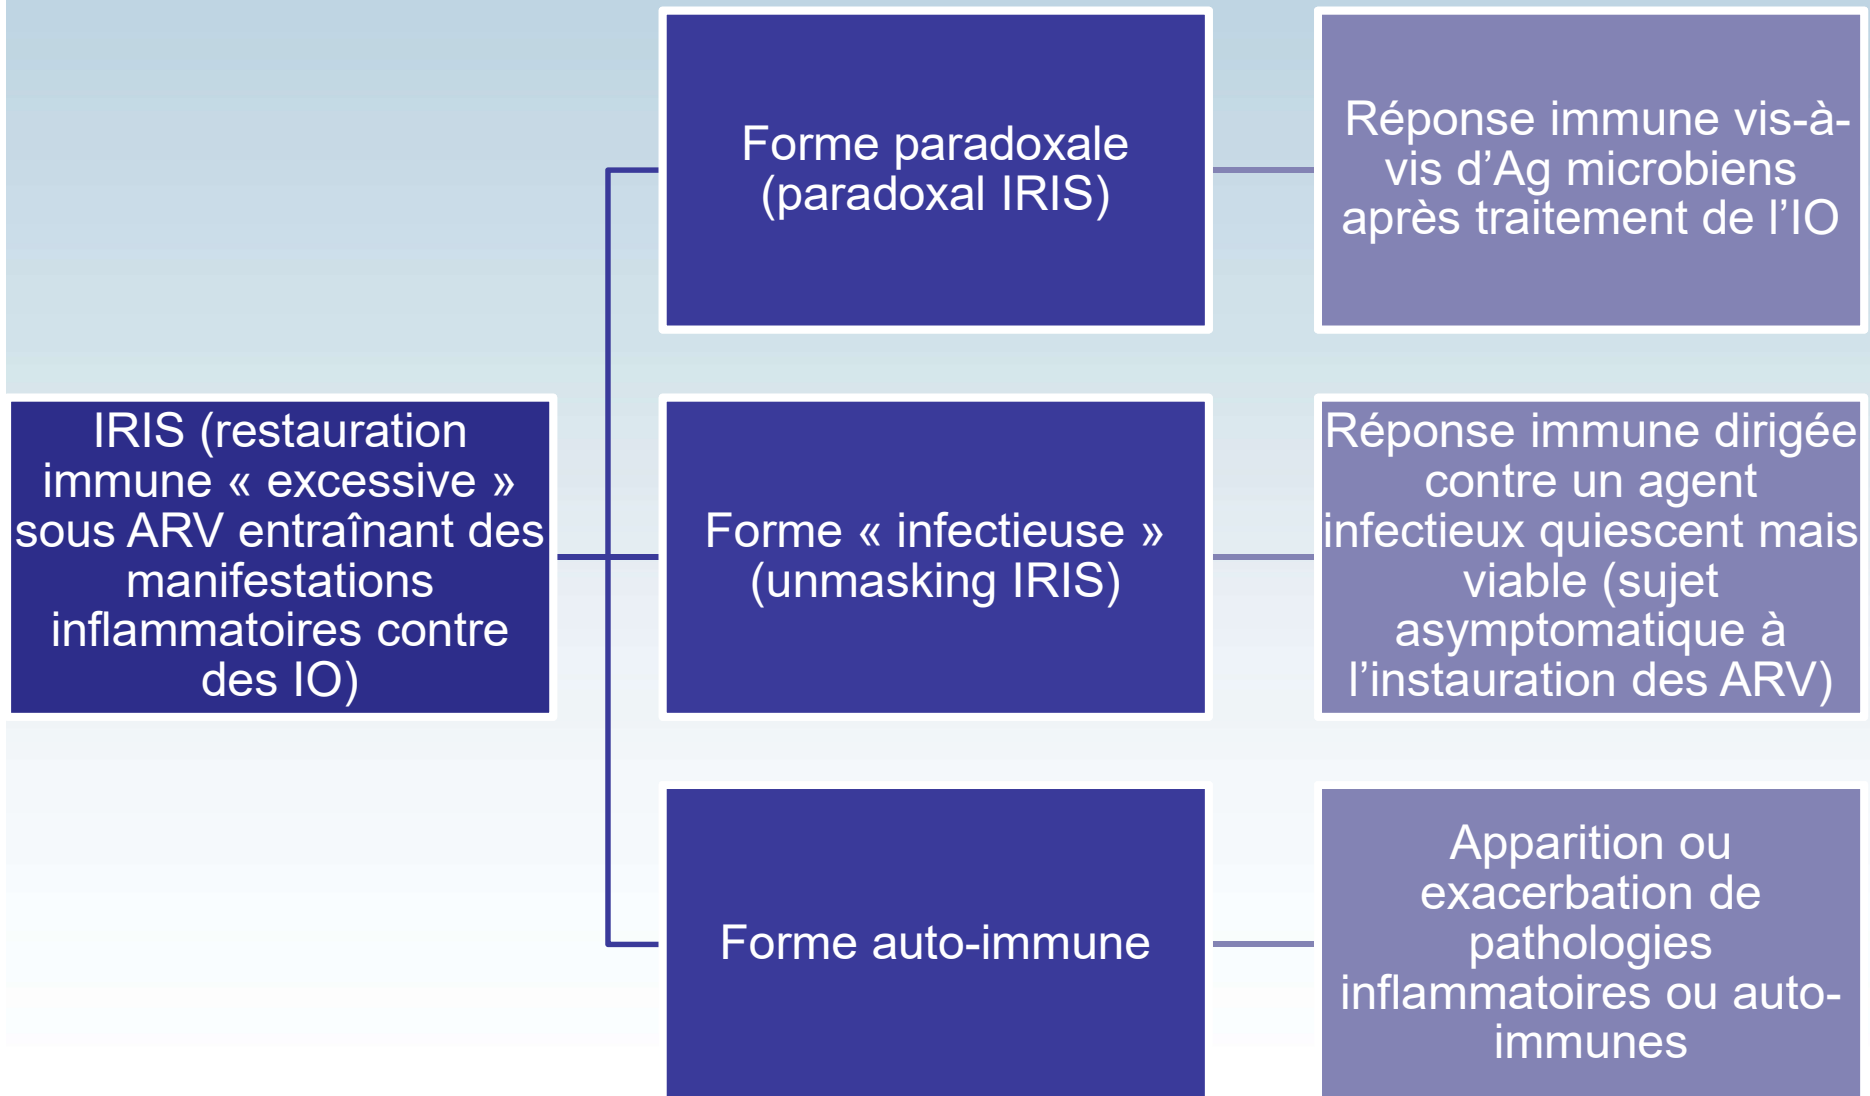 IRIS (restauration
immune « excessive »
sous ARV entraînant des
manifestations
inflammatoires contre
des IO)
Forme paradoxale
(paradoxal IRIS)
Réponse immune vis-à-
vis d’Ag microbiens
après traitement de l’IO
Forme « infectieuse »
(unmasking IRIS)
Réponse immune dirigée
contre un agent
infectieux quiescent mais
viable (sujet
asymptomatique à
l’instauration des ARV)
Forme auto-immune
Apparition ou
exacerbation de
pathologies
inflammatoires ou auto-
immunes